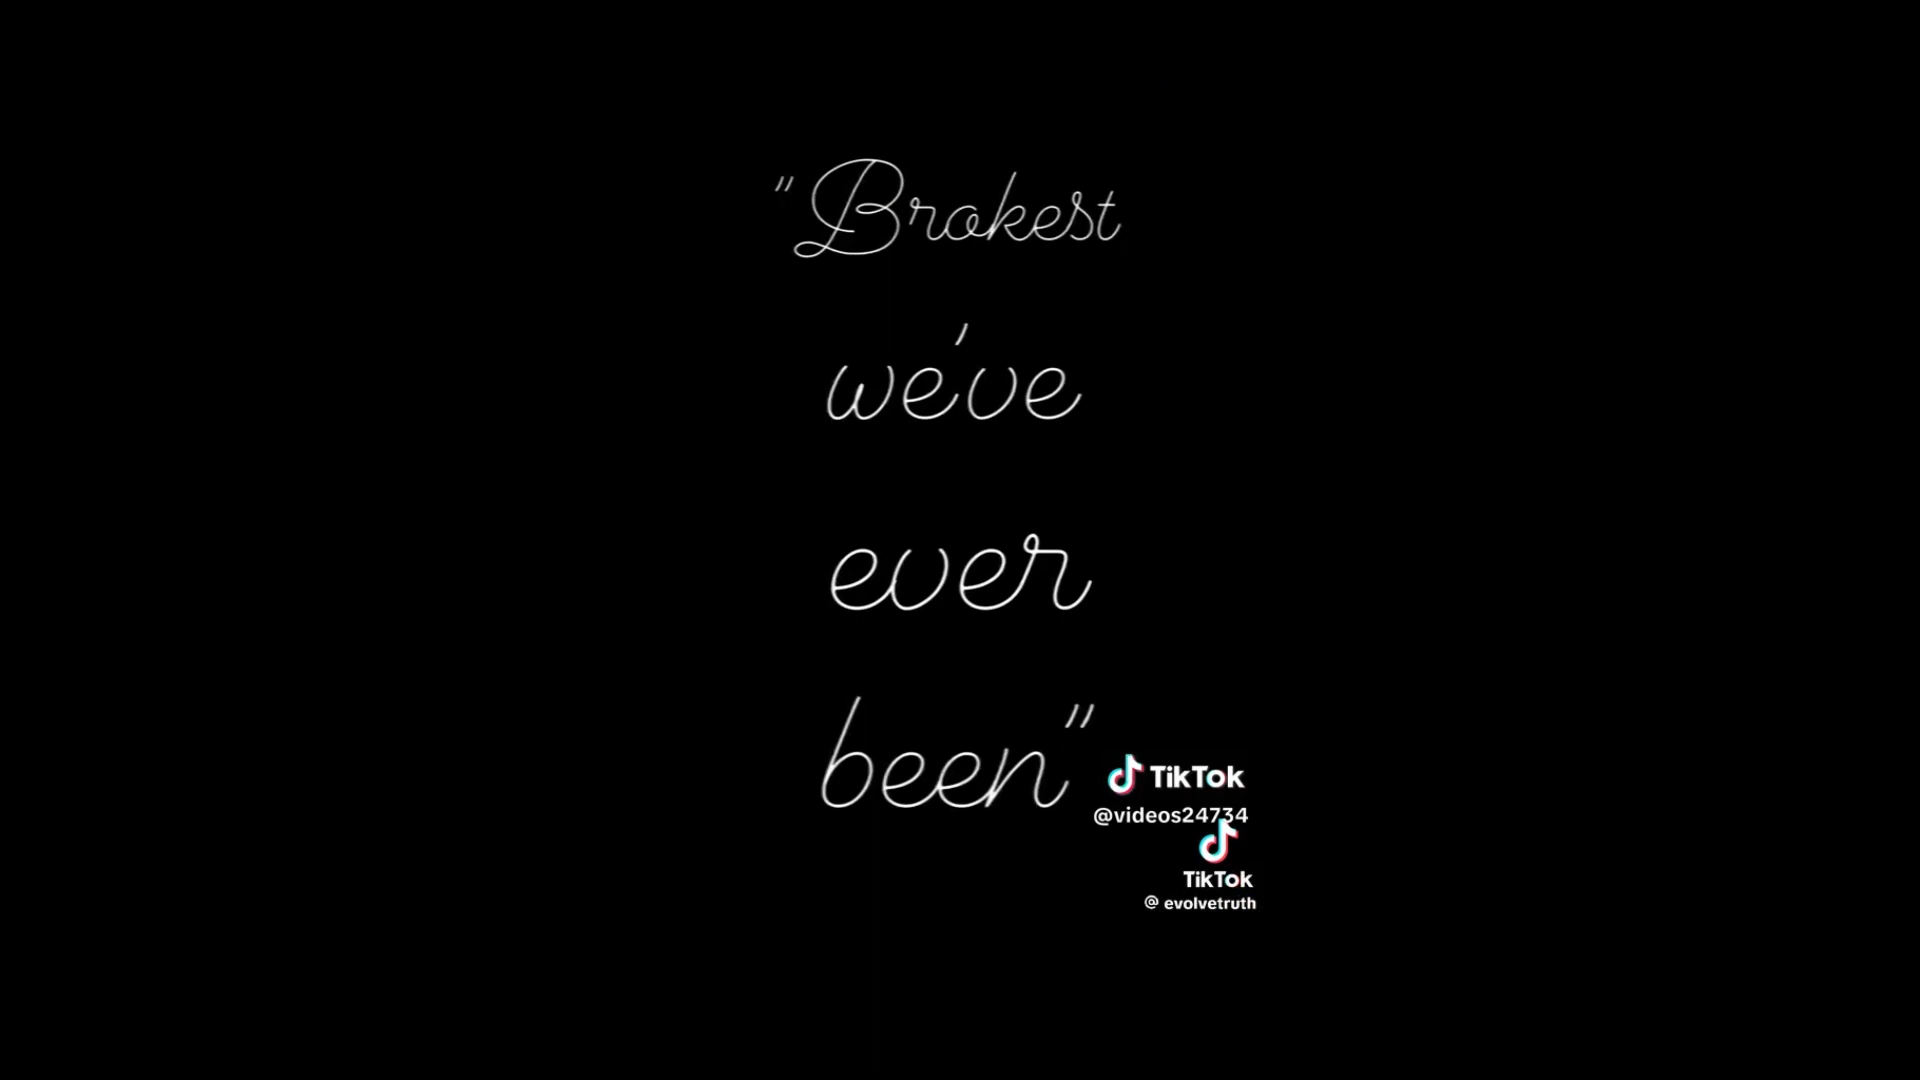 "Brokest
we've
ever
been"
TikTok
@videos24734
TikTok
@ evolvetruth